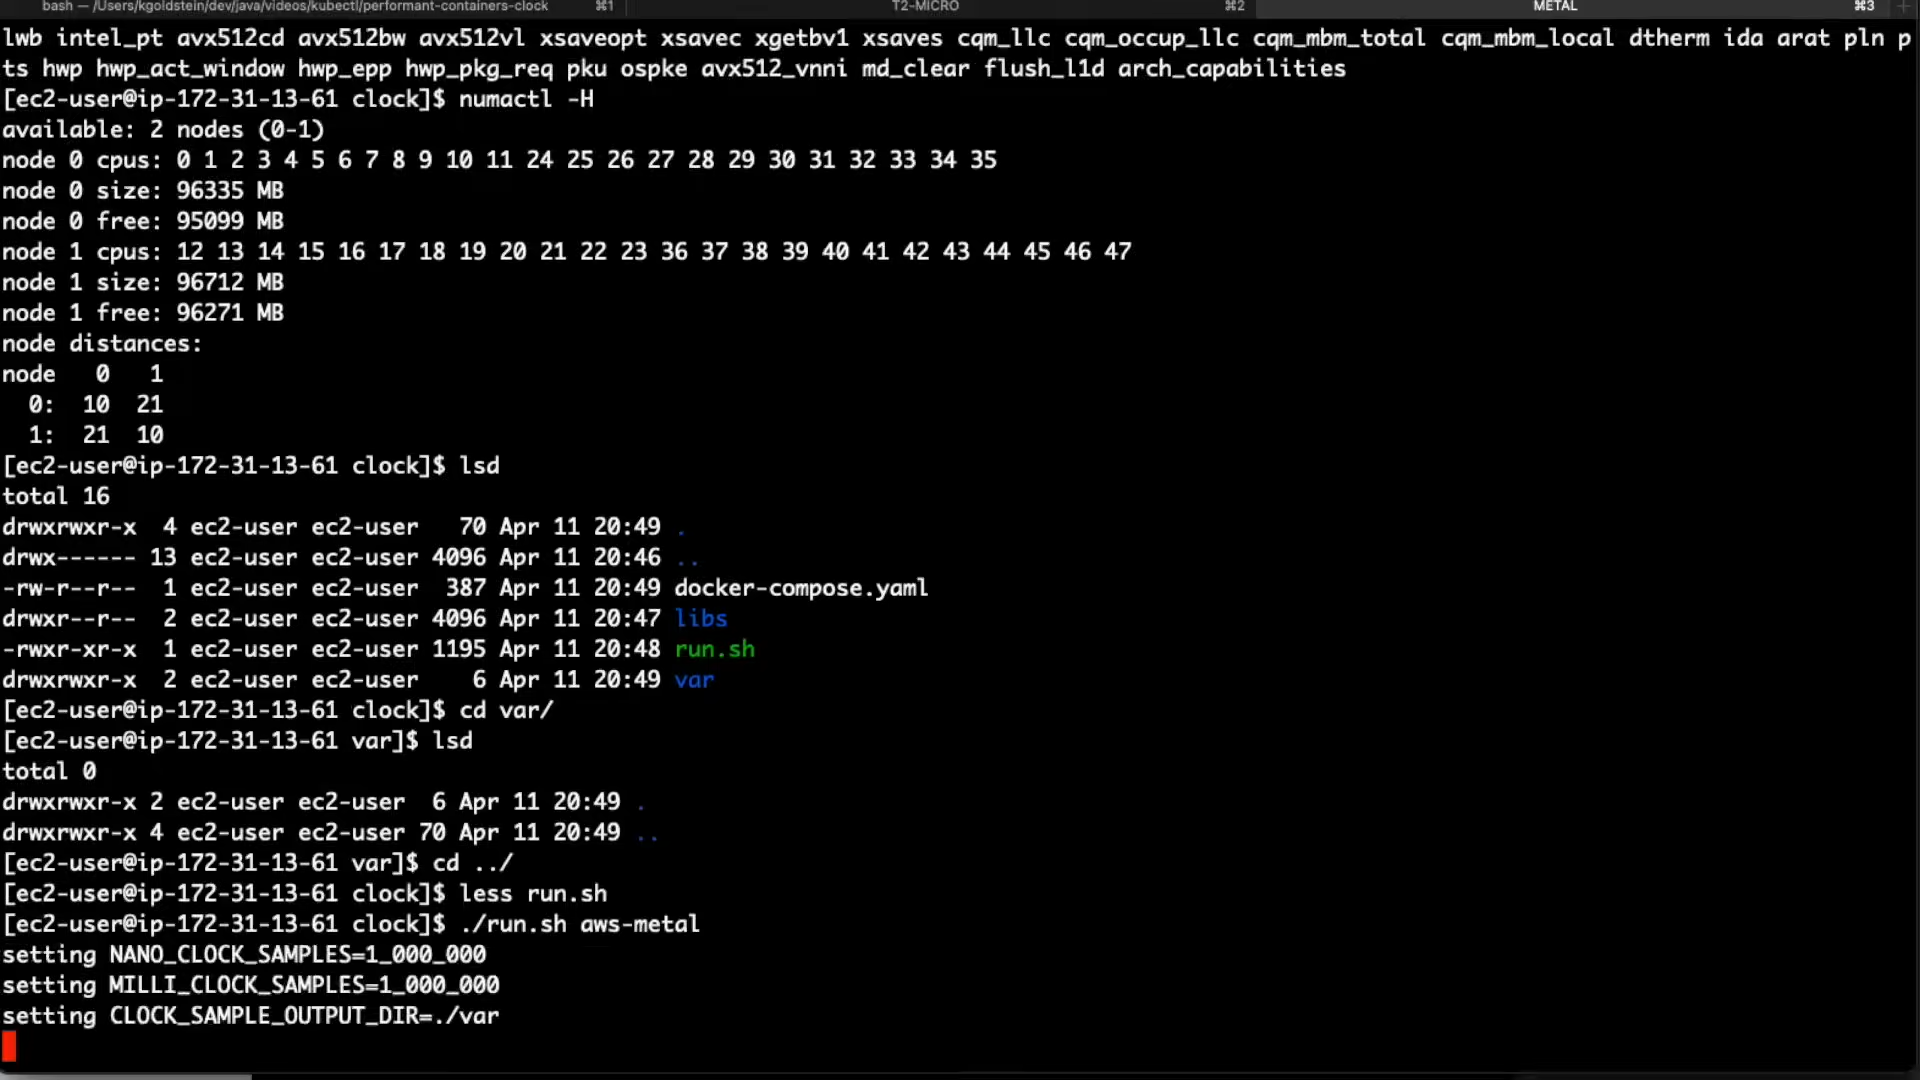 bash — /Users/kgoldstein/dev/java/videos/kubectl/performant-containers-clock ⌘1 T2-MICRO ⌘2 METAL ⌘3 +
lwb intel_pt avx512cd avx512bw avx512vl xsaveopt xsavec xgetbv1 xsaves cqm_llc cqm_occup_llc cqm_mbm_total cqm_mbm_local dtherm ida arat pln p
ts hwp hwp_act_window hwp_epp hwp_pkg_req pku ospke avx512_vnni md_clear flush_l1d arch_capabilities
[ec2-user@ip-172-31-13-61 clock]$ numactl -H
available: 2 nodes (0-1)
node 0 cpus: 0 1 2 3 4 5 6 7 8 9 10 11 24 25 26 27 28 29 30 31 32 33 34 35
node 0 size: 96335 MB
node 0 free: 95099 MB
node 1 cpus: 12 13 14 15 16 17 18 19 20 21 22 23 36 37 38 39 40 41 42 43 44 45 46 47
node 1 size: 96712 MB
node 1 free: 96271 MB
node distances:
node   0   1
  0:  10  21
  1:  21  10
[ec2-user@ip-172-31-13-61 clock]$ lsd
total 16
drwxrwxr-x  4 ec2-user ec2-user   70 Apr 11 20:49 .
drwx------ 13 ec2-user ec2-user 4096 Apr 11 20:46 ..
-rw-r--r--  1 ec2-user ec2-user  387 Apr 11 20:49 docker-compose.yaml
drwxr--r--  2 ec2-user ec2-user 4096 Apr 11 20:47 libs
-rwxr-xr-x  1 ec2-user ec2-user 1195 Apr 11 20:48 run.sh
drwxrwxr-x  2 ec2-user ec2-user    6 Apr 11 20:49 var
[ec2-user@ip-172-31-13-61 clock]$ cd var/
[ec2-user@ip-172-31-13-61 var]$ lsd
total 0
drwxrwxr-x 2 ec2-user ec2-user  6 Apr 11 20:49 .
drwxrwxr-x 4 ec2-user ec2-user 70 Apr 11 20:49 ..
[ec2-user@ip-172-31-13-61 var]$ cd ../
[ec2-user@ip-172-31-13-61 clock]$ less run.sh
[ec2-user@ip-172-31-13-61 clock]$ ./run.sh aws-metal
setting NANO_CLOCK_SAMPLES=1_000_000
setting MILLI_CLOCK_SAMPLES=1_000_000
setting CLOCK_SAMPLE_OUTPUT_DIR=./var